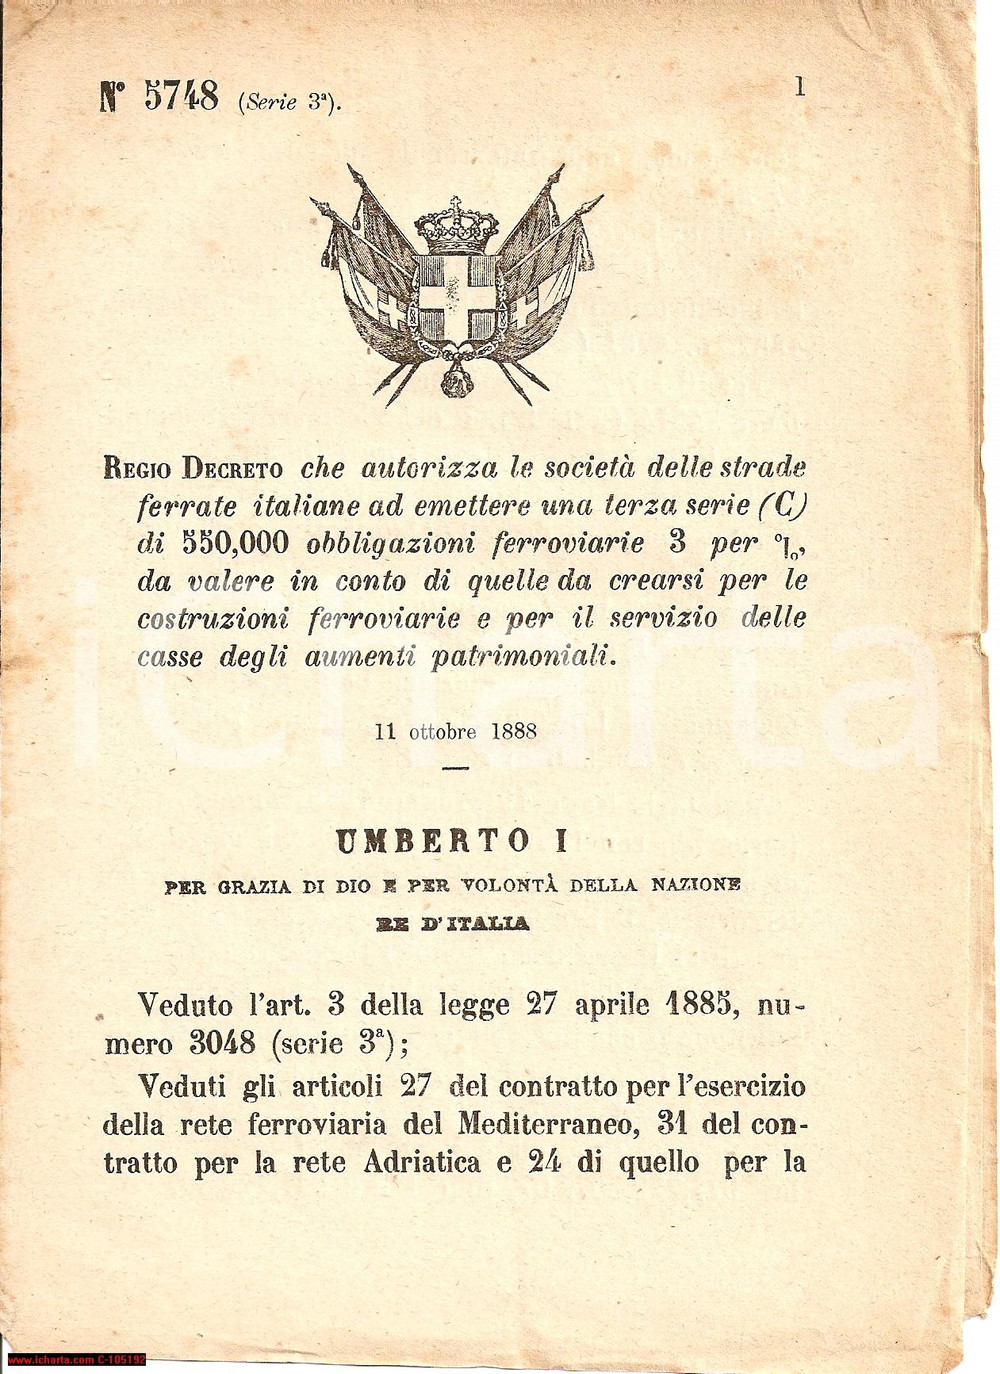 N° 5748 (Serie 3ª).
1
REGIO DECRETO che autorizza le società delle strade
ferrate italiane ad emettere una terza serie (C)
di 550,000 obbligazioni ferroviarie 3 per %,
da valere in conto di quelle da crearsi per le
costruzioni ferroviarie e per il servizio delle
casse degli aumenti patrimoniali.
11 ottobre 1888
UMBERTO I
PER GRAZIA DI DIO E PER VOLONTÀ DELLA NAZIONE
RE D'ITALIA
Veduto l'art. 3 della legge 27 aprile 1885, nu-
mero 3048 (serie 3ª);
Veduti gli articoli 27 del contratto per l'esercizio
della rete ferroviaria del Mediterraneo, 31 del con-
tratto per la rete Adriatica e 24 di quello per la
icharta
www.icharta.com C-105192